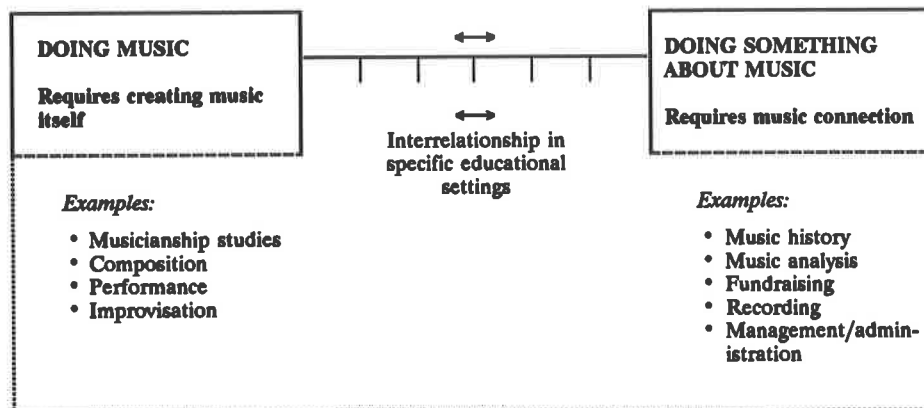 DOING MUSIC
Requires creating music
itself
Interrelationship in
specific educational
settings
DOING SOMETHING
ABOUT MUSIC
Requires music connection
Examples:
• Musicianship studies
• Composition
• Performance
• Improvisation
Examples:
• Music history
• Music analysis
• Fundraising
• Recording
• Management/admin-
istration